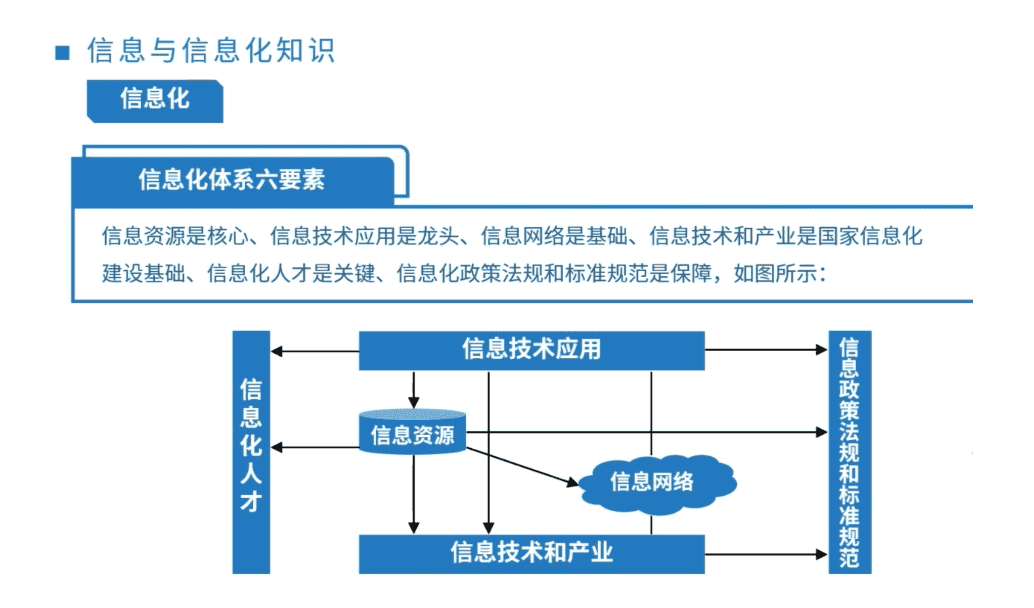 信息与信息化知识
信息化
信息化体系六要素
信息资源是核心、信息技术应用是龙头、信息网络是基础、信息技术和产业是国家信息化
建设基础、信息化人才是关键、信息化政策法规和标准规范是保障，如图所示：
信息技术应用
信息化人才
信息资源
信息网络
信息技术和产业
信息政策法规和标准规范